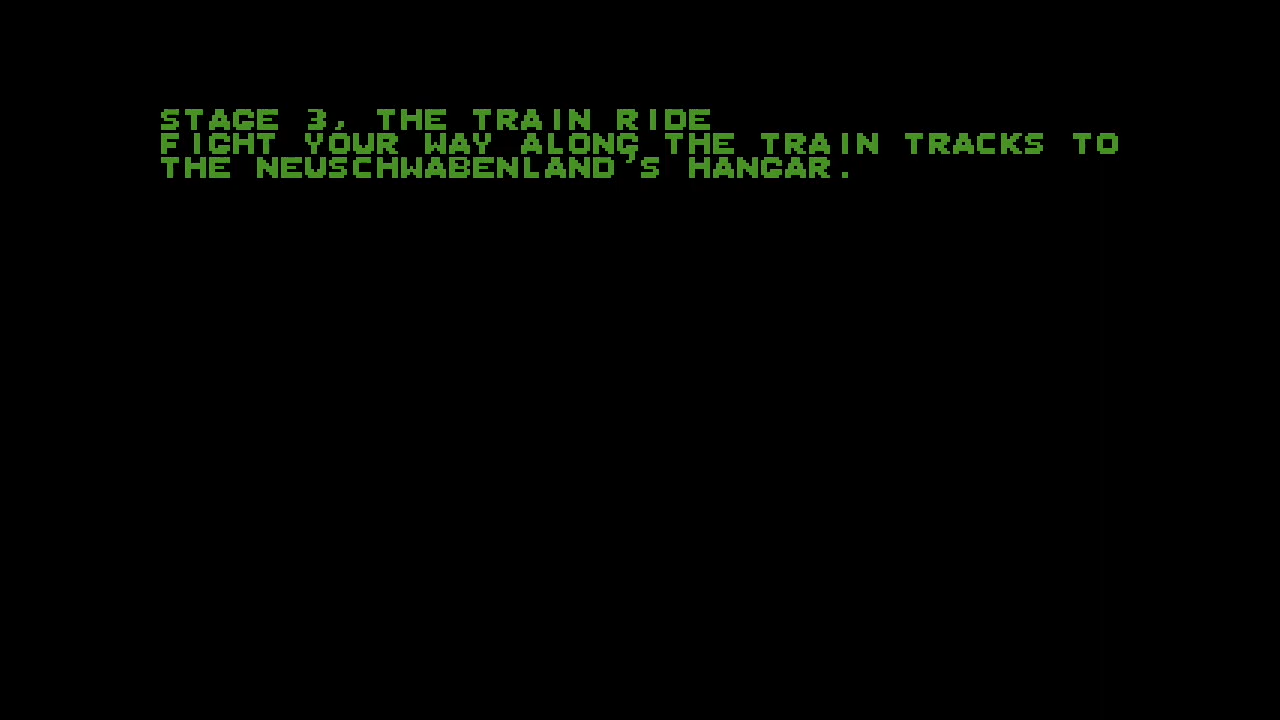 STAGE 3, THE TRAIN RIDE
FIGHT YOUR WAY ALONG THE TRAIN TRACKS TO
THE NEUSCHWABENLAND'S HANGAR.